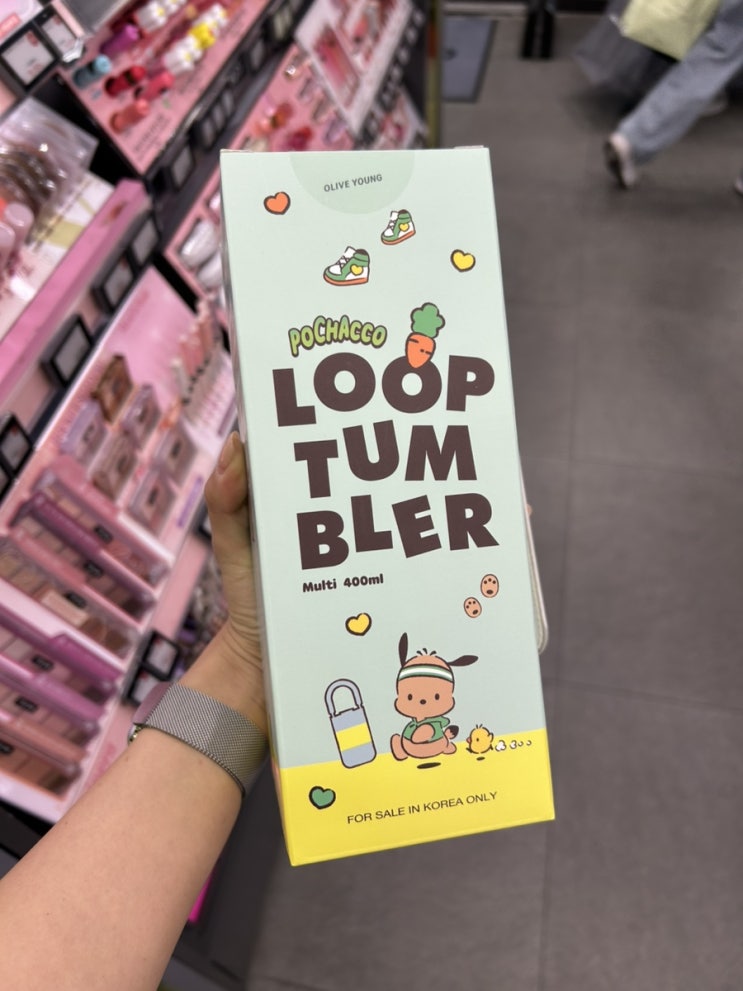 OLIVE YOUNG
POCHACCO
LOOP
TUM
BLER
Multi 400ml
FOR SALE IN KOREA ONLY